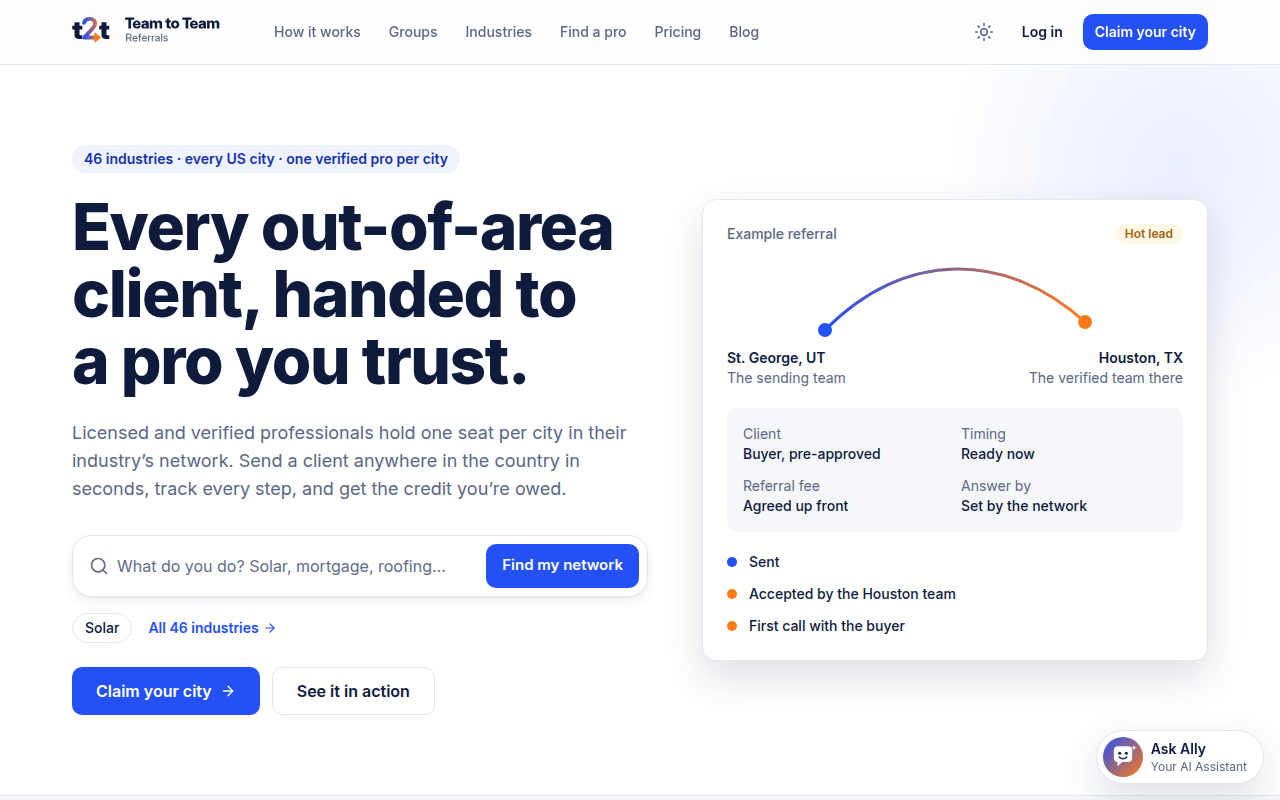 t2t Team to Team
Referrals
How it works Groups Industries Find a pro Pricing Blog
Log in Claim your city
46 industries · every US city · one verified pro per city
Every out-of-area
client, handed to
a pro you trust.
Licensed and verified professionals hold one seat per city in their
industry’s network. Send a client anywhere in the country in
seconds, track every step, and get the credit you’re owed.
What do you do? Solar, mortgage, roofing… Find my network
Solar All 46 industries →
Claim your city → See it in action
Example referral Hot lead
St. George, UT Houston, TX
The sending team The verified team there
Client Timing
Buyer, pre-approved Ready now
Referral fee Answer by
Agreed up front Set by the network
Sent
Accepted by the Houston team
First call with the buyer
Ask Ally
Your AI Assistant